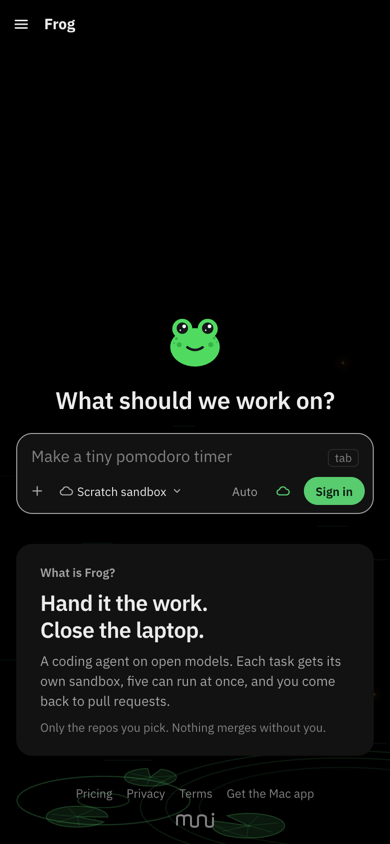 Frog
What should we work on?
Make a tiny pomodoro timer
tab
Scratch sandbox
Auto
Sign in
What is Frog?
Hand it the work.
Close the laptop.
A coding agent on open models. Each task gets its
own sandbox, five can run at once, and you come
back to pull requests.
Only the repos you pick. Nothing merges without you.
Pricing Privacy Terms Get the Mac app